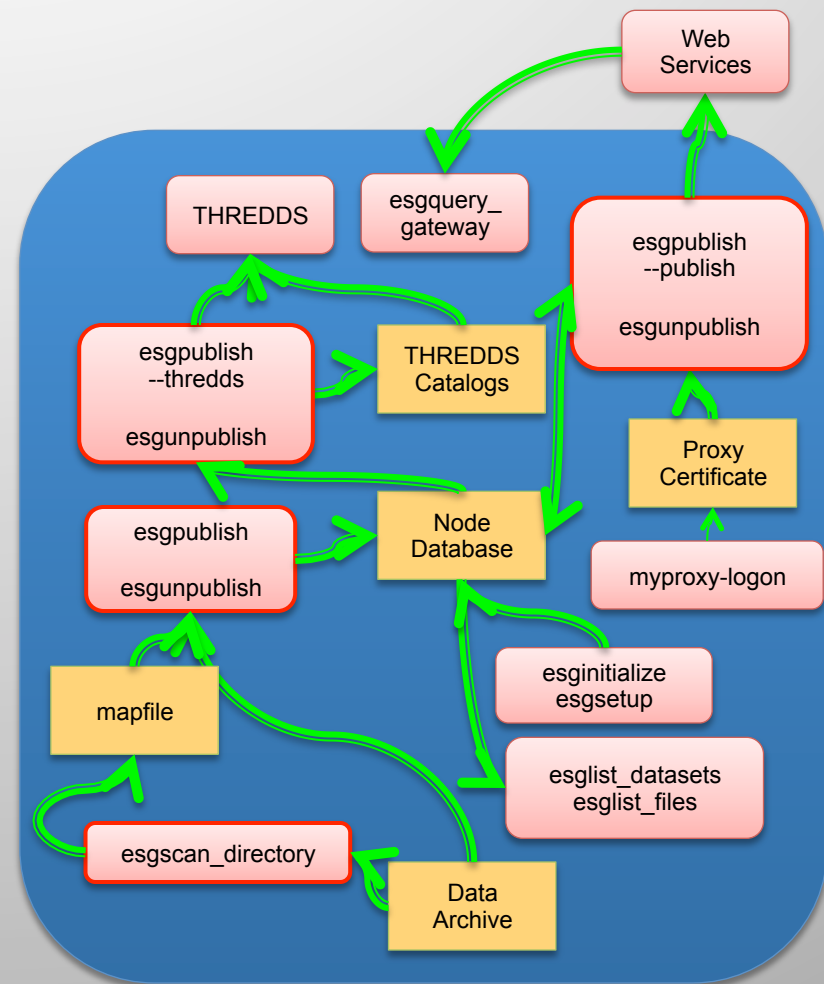 Web
Services
THREDDS
esgquery_
gateway
esgpublish
--publish
esgunpublish
esgpublish
--thredds
esgunpublish
THREDDS
Catalogs
Proxy
Certificate
esgpublish
esgunpublish
Node
Database
myproxy-logon
mapfile
esginitialize
esgsetup
esglist_datasets
esglist_files
esgscan_directory
Data
Archive